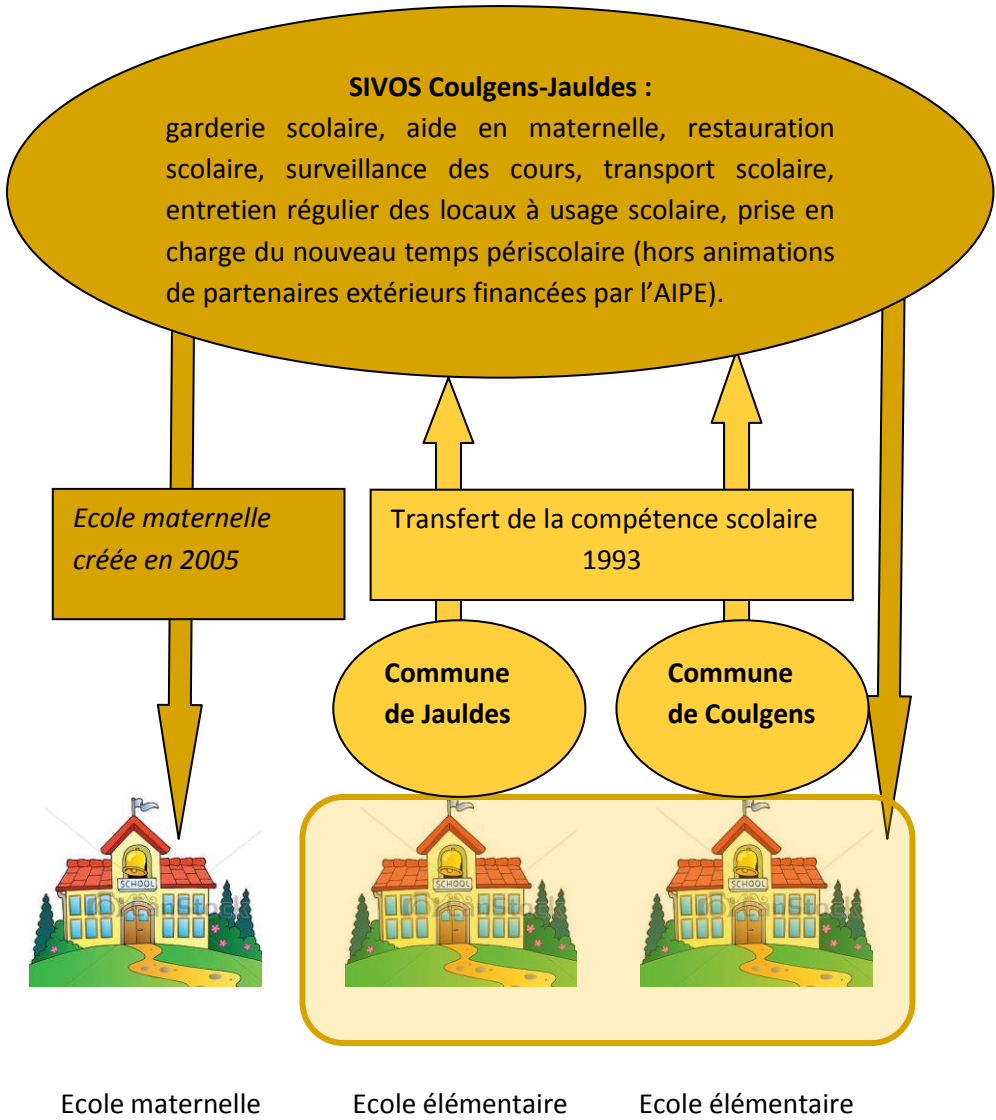 SIVOS Coulgens-Jauldes :
garderie scolaire, aide en maternelle, restauration
scolaire, surveillance des cours, transport scolaire,
entretien régulier des locaux à usage scolaire, prise en
charge du nouveau temps périscolaire (hors animations
de partenaires extérieurs financées par l’AIPE).
Ecole maternelle
créée en 2005
Transfert de la compétence scolaire
1993
Commune
de Jauldes
Commune
de Coulgens
SCHOOL
SCHOOL
SCHOOL
Ecole maternelle
Ecole élémentaire
Ecole élémentaire